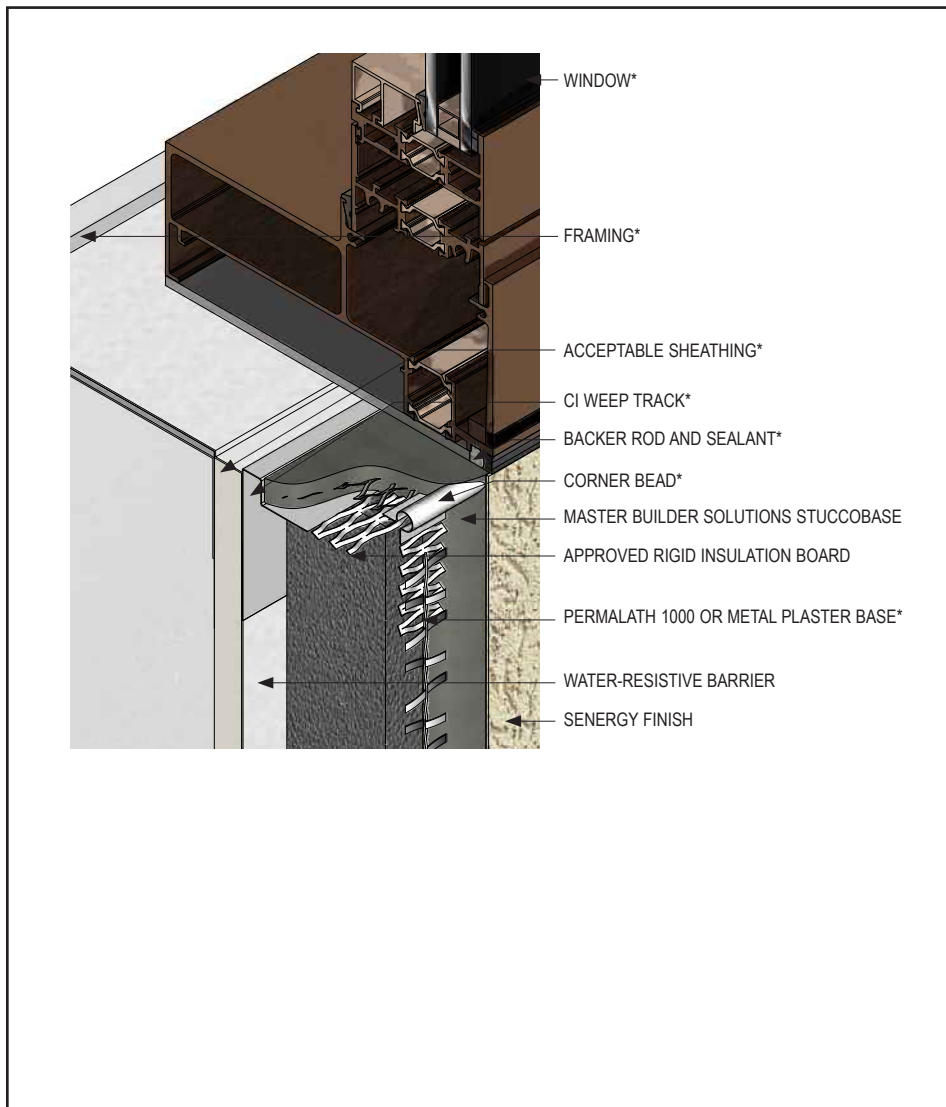 WINDOW*
FRAMING*
ACCEPTABLE SHEATHING*
CI WEEP TRACK*
BACKER ROD AND SEALANT*
CORNER BEAD*
MASTER BUILDER SOLUTIONS STUCCOBASE
APPROVED RIGID INSULATION BOARD
PERMALATH 1000 OR METAL PLASTER BASE*
WATER-RESISTIVE BARRIER
SENERGY FINISH